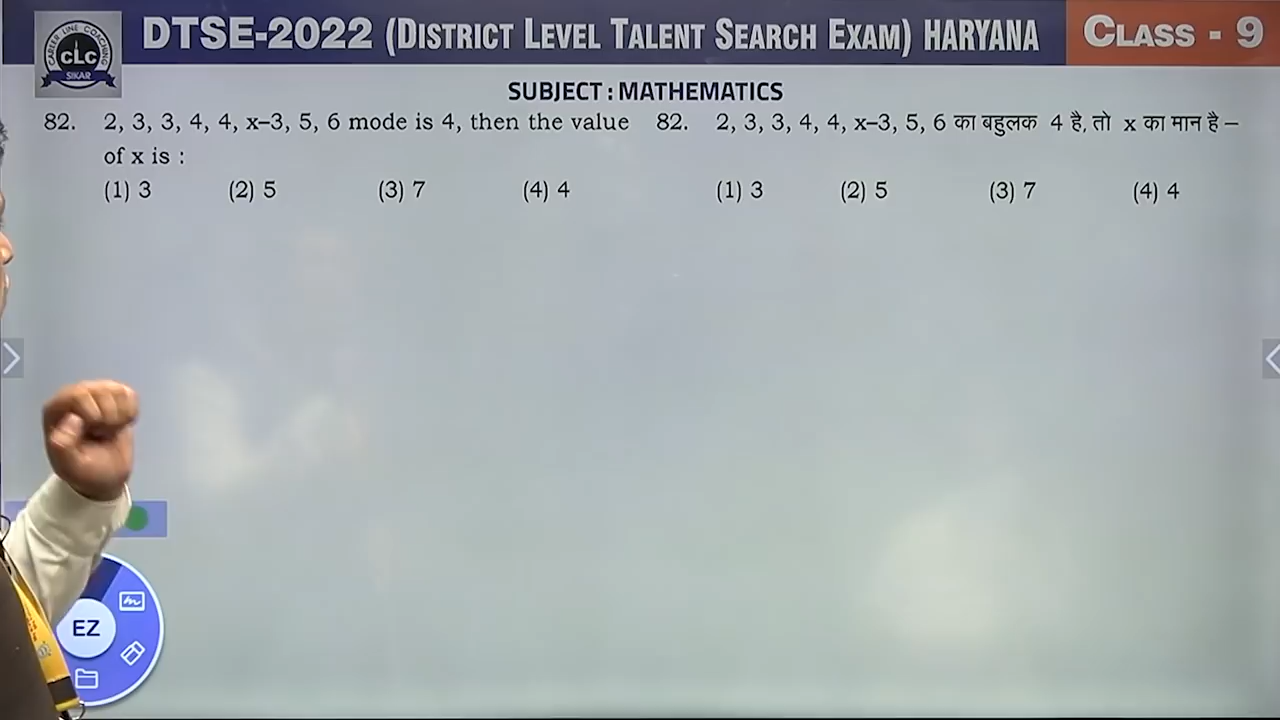 DTSE-2022 (DISTRICT LEVEL TALENT SEARCH EXAM) HARYANA
CLASS - 9
CAREER LINE COACHING
CLC
SIKAR
SUBJECT : MATHEMATICS
82. 2, 3, 3, 4, 4, x–3, 5, 6 mode is 4, then the value
of x is :
(1) 3 (2) 5 (3) 7 (4) 4
82. 2, 3, 3, 4, 4, x–3, 5, 6 का बहुलक 4 है, तो x का मान है –
(1) 3 (2) 5 (3) 7 (4) 4
EZ